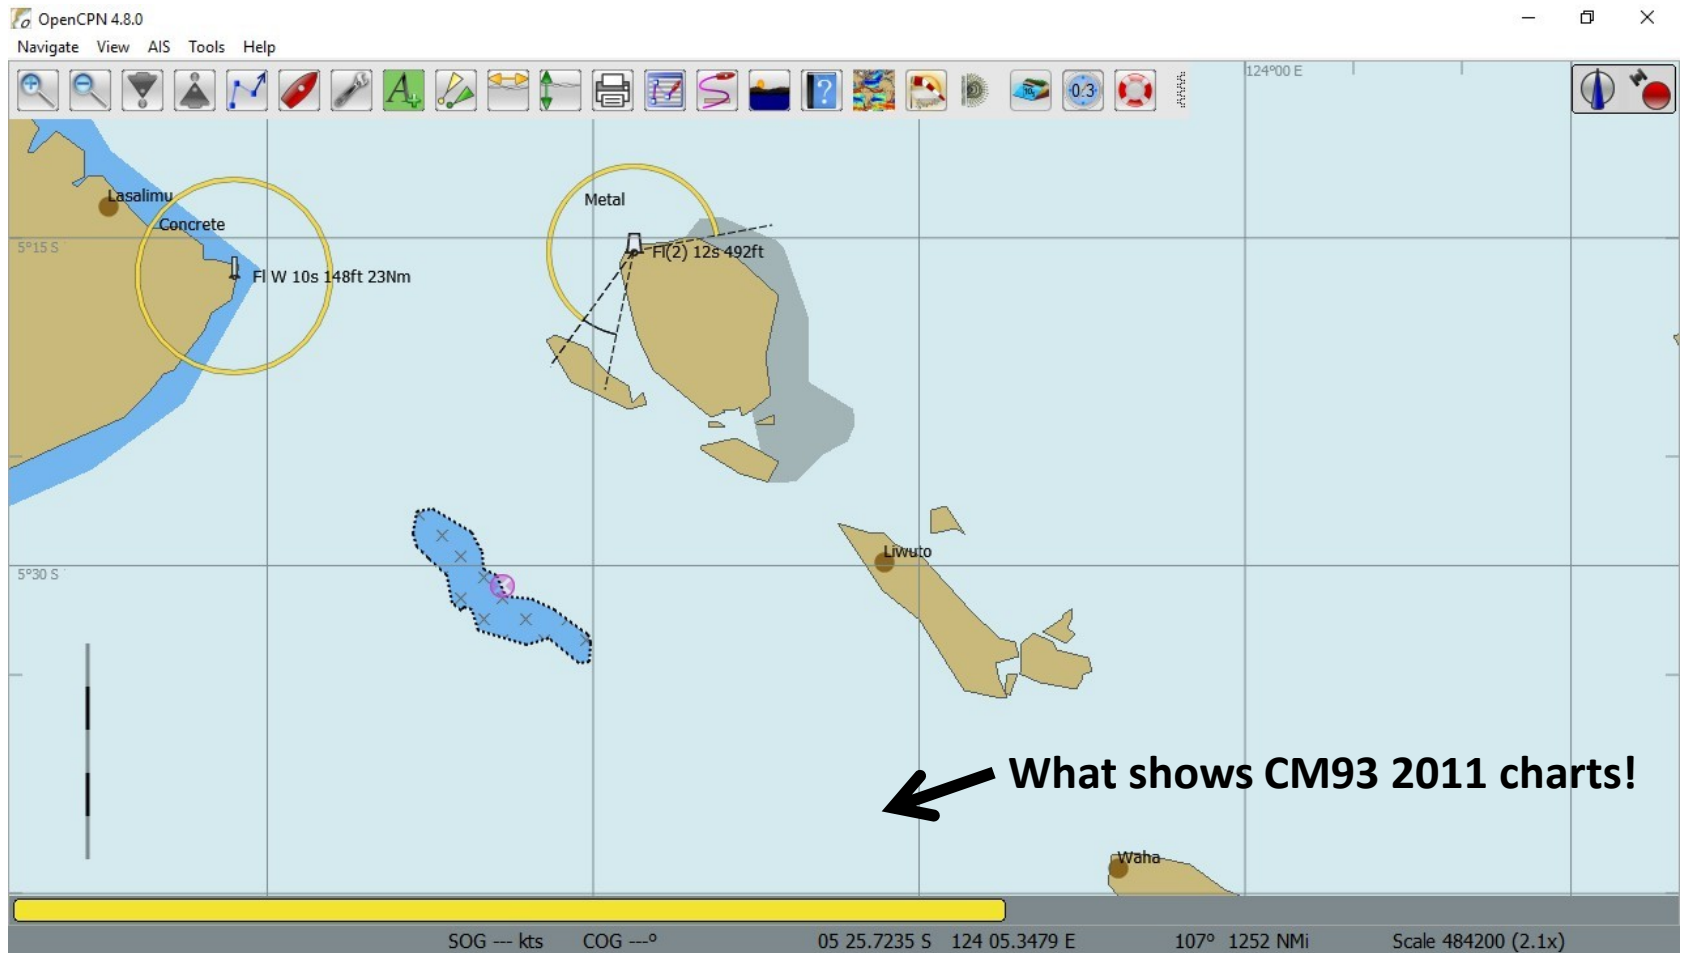 OpenCPN 4.8.0
Navigate View AIS Tools Help
124°00 E
Lasalimu
Concrete
Metal
5°15 S
Fl W 10s 148ft 23Nm
Fl(2) 12s 492ft
Liwuto
5°30 S
What shows CM93 2011 charts!
Waha
SOG --- kts COG ---° 05 25.7235 S 124 05.3479 E 107° 1252 NMi Scale 484200 (2.1x)